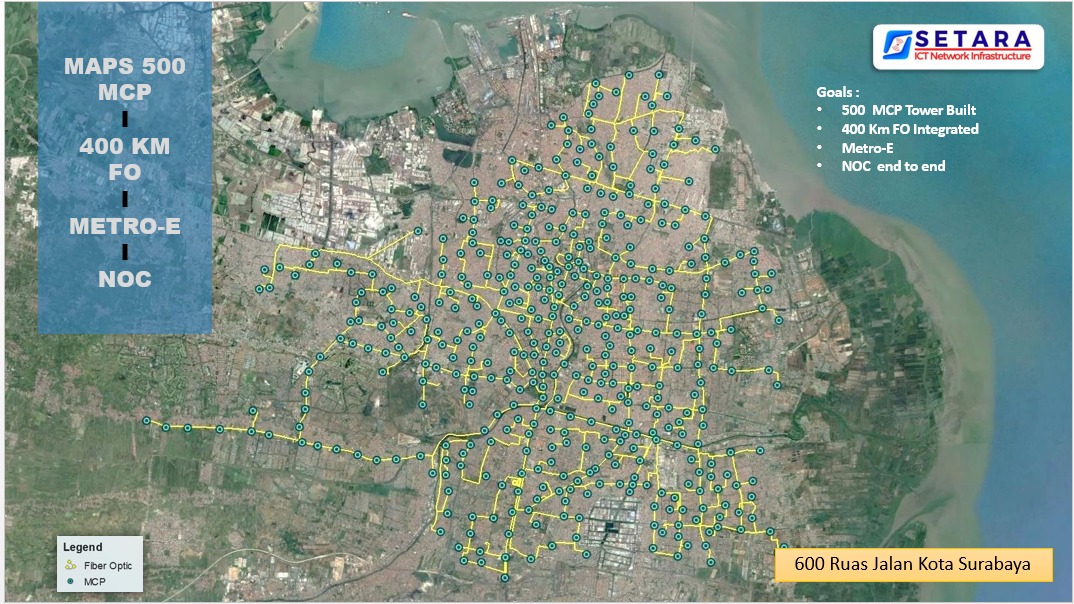 MAPS 500
MCP
400 KM
FO
METRO-E
NOC
SETARA
ICT Network Infrastructure
Goals :
• 500 MCP Tower Built
• 400 Km FO Integrated
• Metro-E
• NOC end to end
Legend
Fiber Optic
MCP
600 Ruas Jalan Kota Surabaya